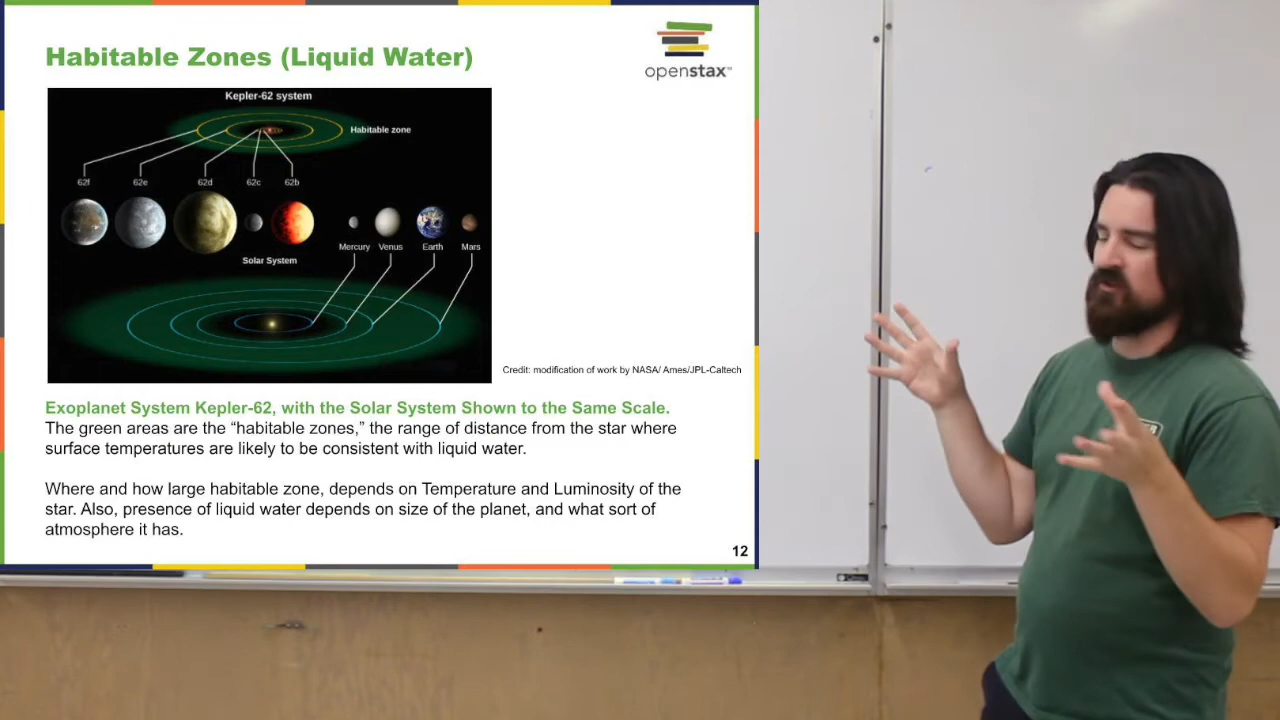 Habitable Zones (Liquid Water)
openstax™
Kepler-62 system
Habitable zone
62f 62e 62d 62c 62b
Mercury Venus Earth Mars
Solar System
Credit: modification of work by NASA/ Ames/JPL-Caltech
Exoplanet System Kepler-62, with the Solar System Shown to the Same Scale.
The green areas are the “habitable zones,” the range of distance from the star where
surface temperatures are likely to be consistent with liquid water.
Where and how large habitable zone, depends on Temperature and Luminosity of the
star. Also, presence of liquid water depends on size of the planet, and what sort of
atmosphere it has.
12